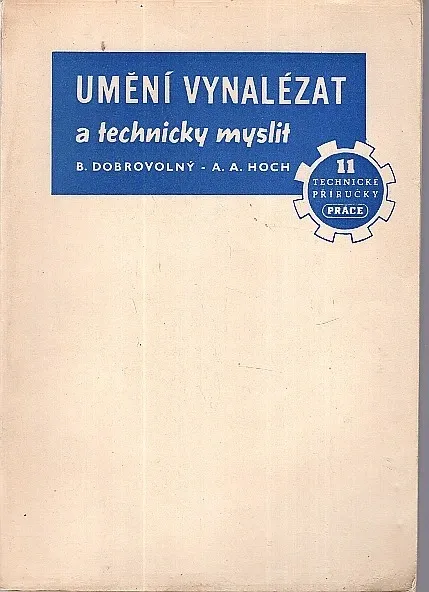 UMĚNÍ VYNALÉZAT
a technicky myslit
B. DOBROVOLNÝ - A. A. HOCH
11
TECHNICKÉ
PŘÍRUČKY
PRÁCE